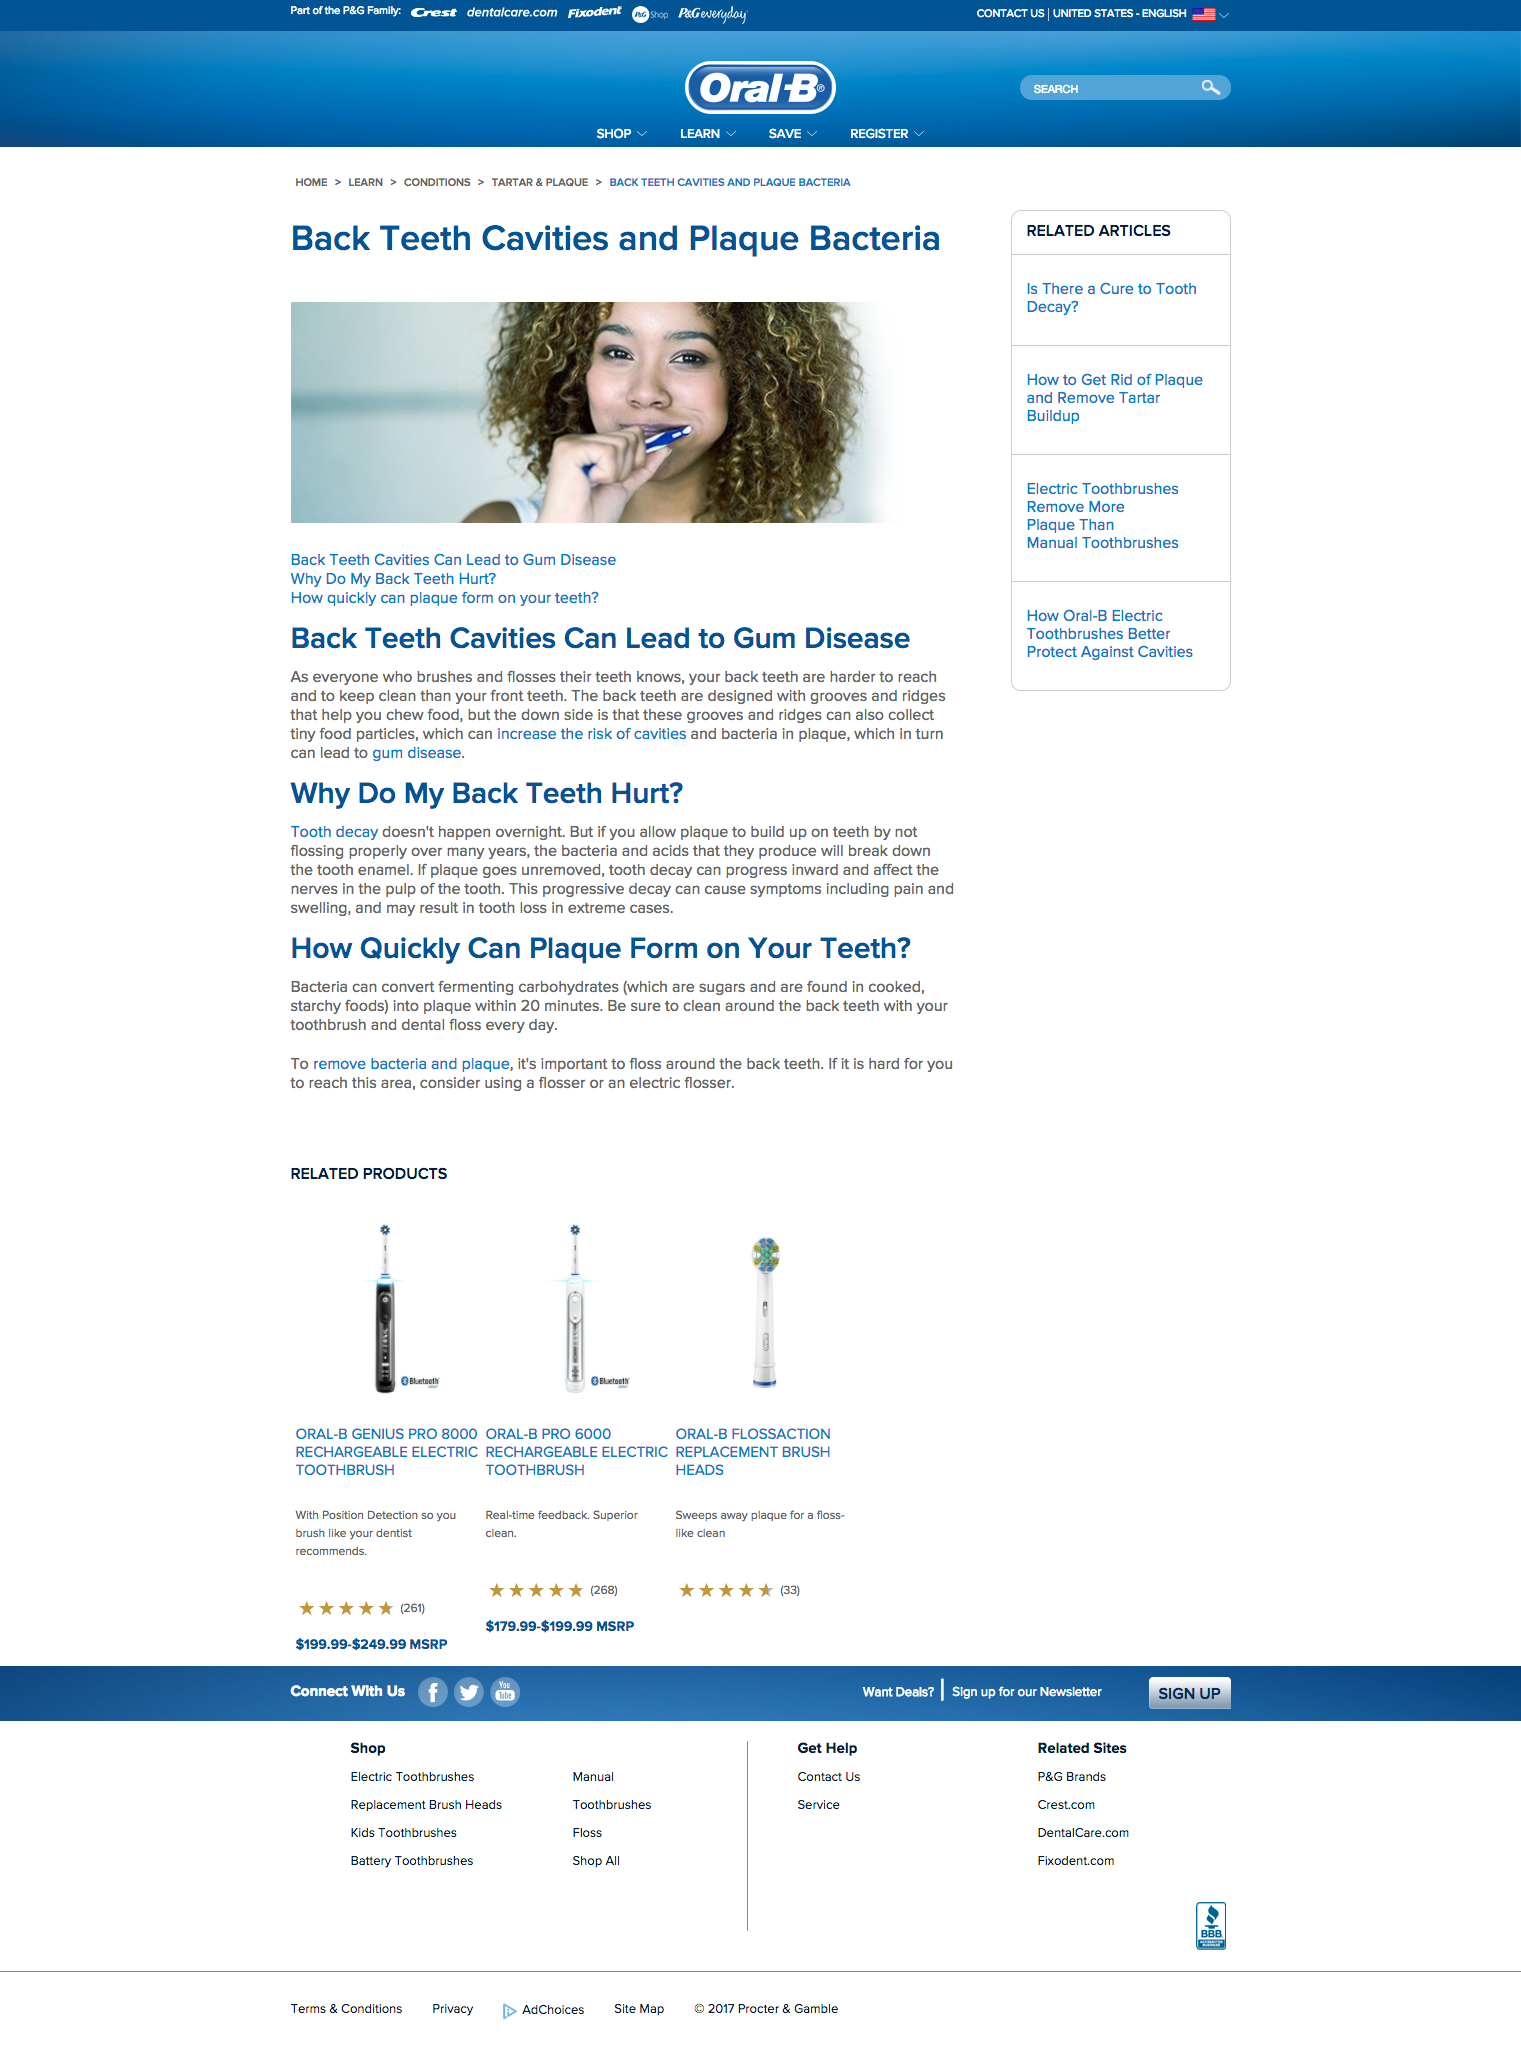 Part of the P&G Family: Crest dentalcare.com Fixodent P&G Shop P&G everyday
CONTACT US | UNITED STATES - ENGLISH
Oral-B®
SEARCH
SHOP LEARN SAVE REGISTER
HOME > LEARN > CONDITIONS > TARTAR & PLAQUE > BACK TEETH CAVITIES AND PLAQUE BACTERIA
Back Teeth Cavities and Plaque Bacteria
Back Teeth Cavities Can Lead to Gum Disease
Why Do My Back Teeth Hurt?
How quickly can plaque form on your teeth?
Back Teeth Cavities Can Lead to Gum Disease
As everyone who brushes and flosses their teeth knows, your back teeth are harder to reach
and to keep clean than your front teeth. The back teeth are designed with grooves and ridges
that help you chew food, but the down side is that these grooves and ridges can also collect
tiny food particles, which can increase the risk of cavities and bacteria in plaque, which in turn
can lead to gum disease.
Why Do My Back Teeth Hurt?
Tooth decay doesn't happen overnight. But if you allow plaque to build up on teeth by not
flossing properly over many years, the bacteria and acids that they produce will break down
the tooth enamel. If plaque goes unremoved, tooth decay can progress inward and affect the
nerves in the pulp of the tooth. This progressive decay can cause symptoms including pain and
swelling, and may result in tooth loss in extreme cases.
How Quickly Can Plaque Form on Your Teeth?
Bacteria can convert fermenting carbohydrates (which are sugars and are found in cooked,
starchy foods) into plaque within 20 minutes. Be sure to clean around the back teeth with your
toothbrush and dental floss every day.
To remove bacteria and plaque, it's important to floss around the back teeth. If it is hard for you
to reach this area, consider using a flosser or an electric flosser.
RELATED ARTICLES
Is There a Cure to Tooth
Decay?
How to Get Rid of Plaque
and Remove Tartar
Buildup
Electric Toothbrushes
Remove More
Plaque Than
Manual Toothbrushes
How Oral-B Electric
Toothbrushes Better
Protect Against Cavities
RELATED PRODUCTS
Bluetooth
ORAL-B GENIUS PRO 8000
RECHARGEABLE ELECTRIC
TOOTHBRUSH
With Position Detection so you
brush like your dentist
recommends.
(261)
$199.99-$249.99 MSRP
Bluetooth
ORAL-B PRO 6000
RECHARGEABLE ELECTRIC
TOOTHBRUSH
Real-time feedback. Superior
clean.
(268)
$179.99-$199.99 MSRP
ORAL-B FLOSSACTION
REPLACEMENT BRUSH
HEADS
Sweeps away plaque for a floss-
like clean
(33)
Connect With Us
You
Tube
Want Deals? | Sign up for our Newsletter
SIGN UP
Shop
Electric Toothbrushes
Replacement Brush Heads
Kids Toothbrushes
Battery Toothbrushes
Manual
Toothbrushes
Floss
Shop All
Get Help
Contact Us
Service
Related Sites
P&G Brands
Crest.com
DentalCare.com
Fixodent.com
BBB
Terms & Conditions Privacy AdChoices Site Map © 2017 Procter & Gamble